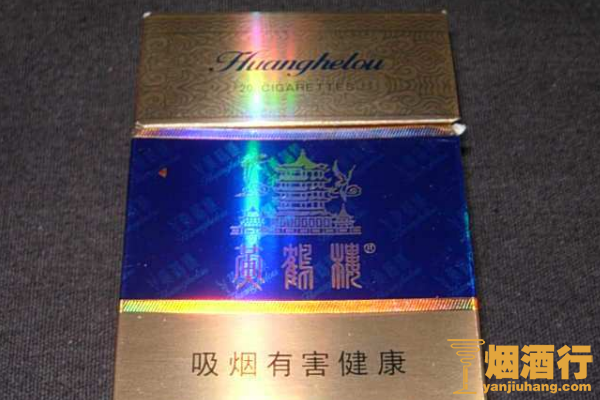 Huanghelou
20 CIGARETTES
黄鹤楼®
吸烟有害健康
烟酒行
yanjiuhang.com